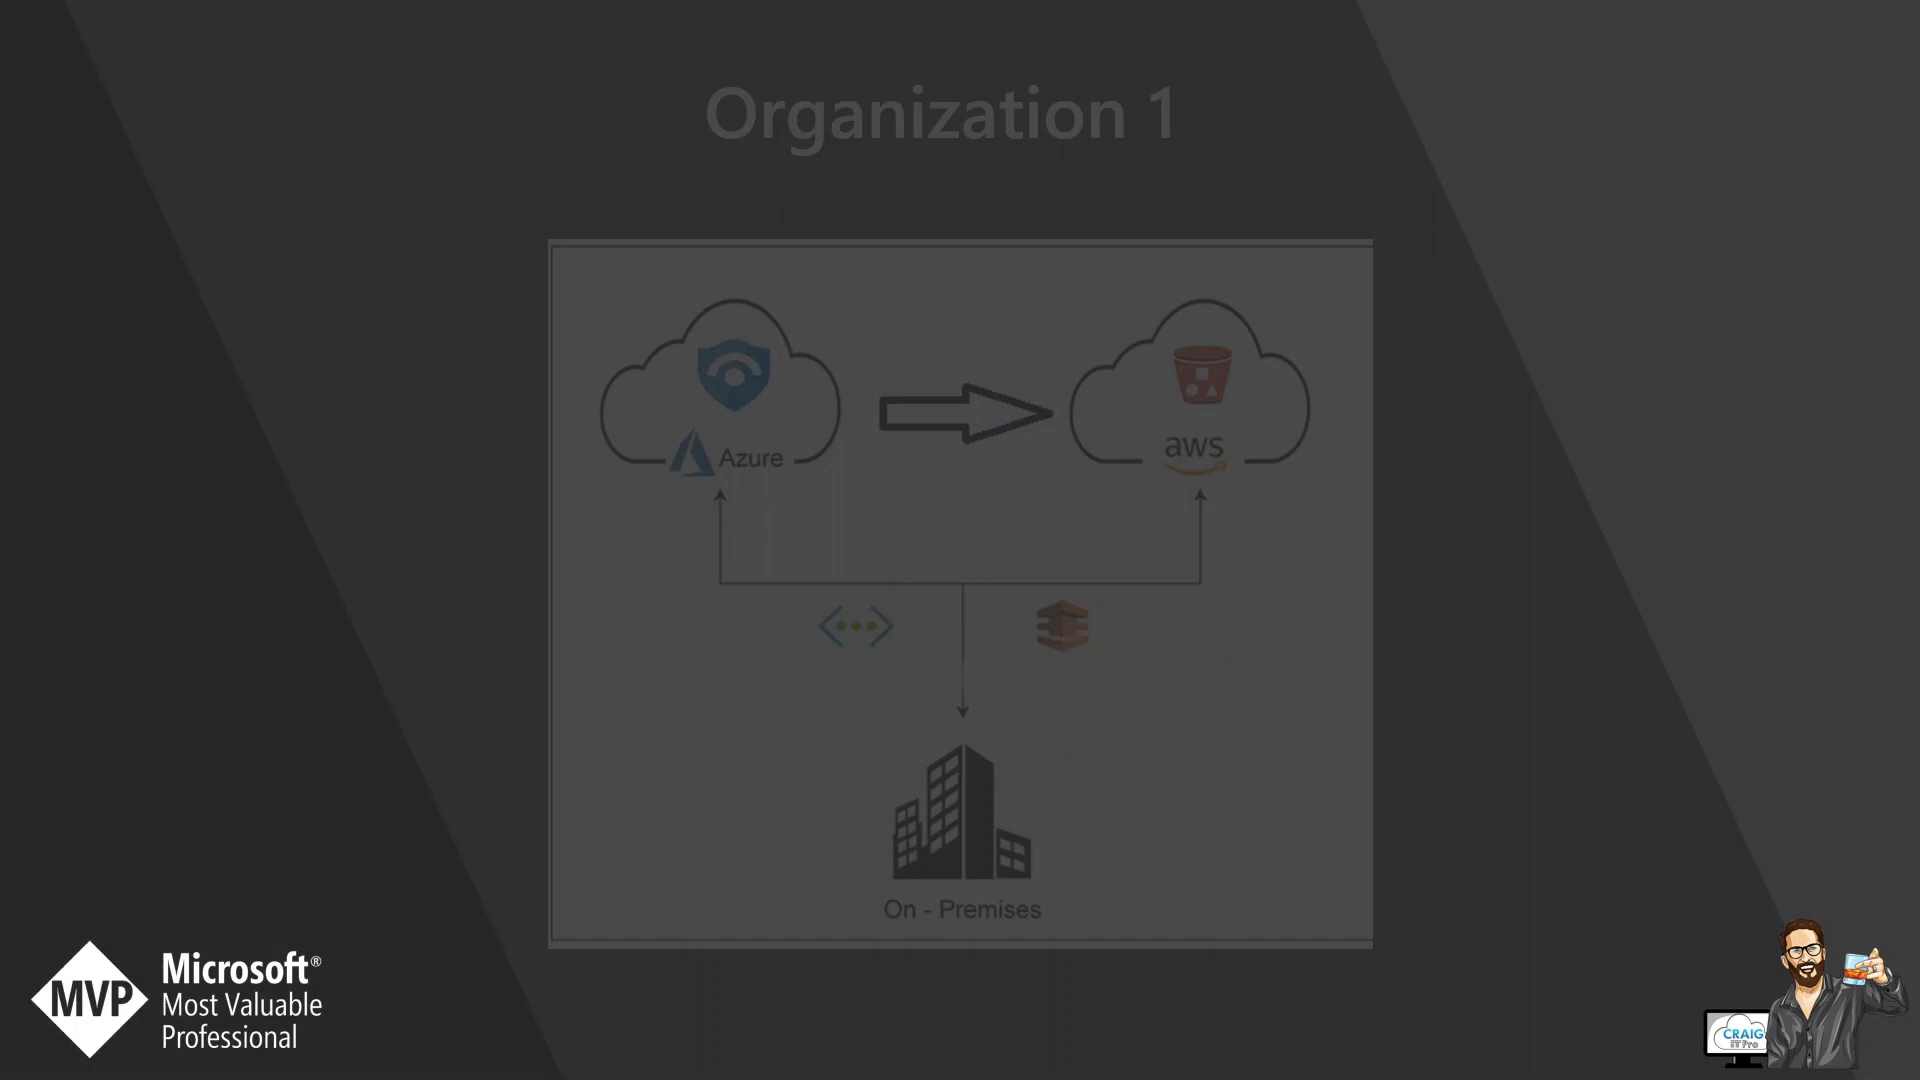 Organization 1
Azure
aws
On - Premises
MVP
Microsoft®
Most Valuable
Professional
CRAIG
IT Pro